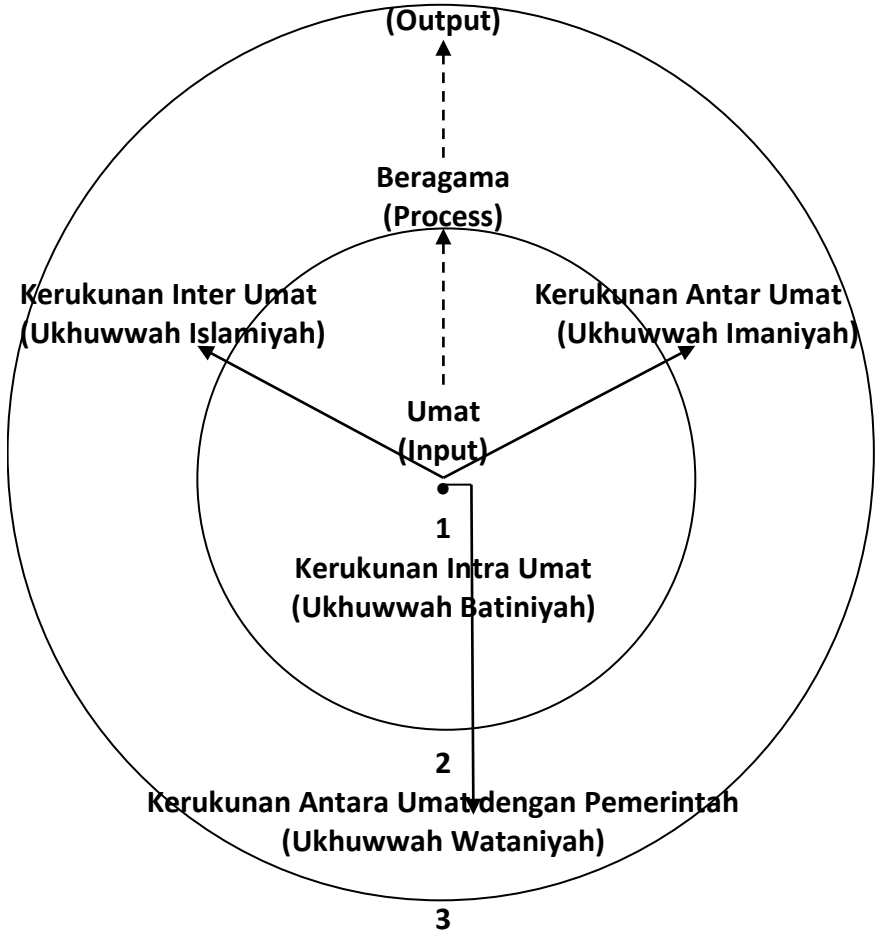 (Output)
Beragama
(Process)
Kerukunan Inter Umat
(Ukhuwwah Islamiyah)
Kerukunan Antar Umat
(Ukhuwwah Imaniyah)
Umat
(Input)
1
Kerukunan Intra Umat
(Ukhuwwah Batiniyah)
2
Kerukunan Antara Umat dengan Pemerintah
(Ukhuwwah Wataniyah)
3